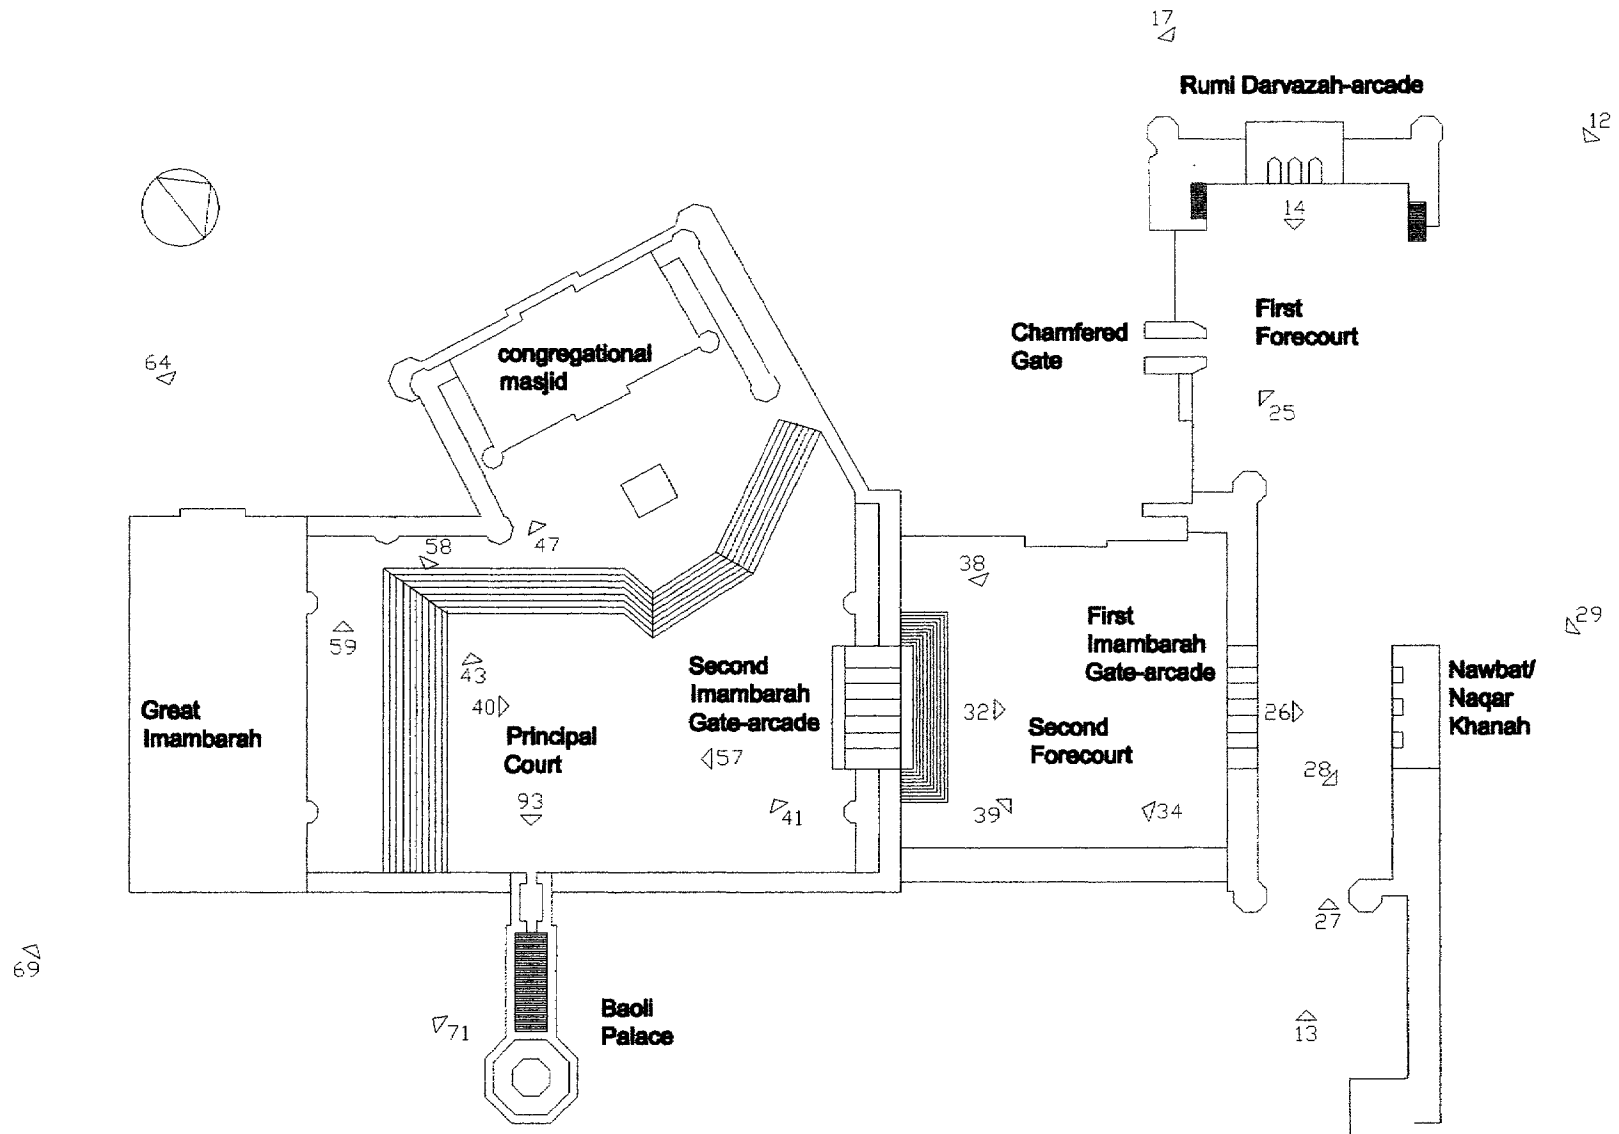 17
Rumi Darvazah-arcade
12
14
First
Forecourt
Chamfered
Gate
congregational
masjid
64
25
58
47
38
29
59
First
Imambarah
Gate-arcade
43
40
Second
Imambarah
Gate-arcade
Nawbat/
Naqar
Khanah
Great
Imambarah
32
26
Principal
Court
Second
Forecourt
57
28
93
41
39
34
27
69
71
Baoli
Palace
13